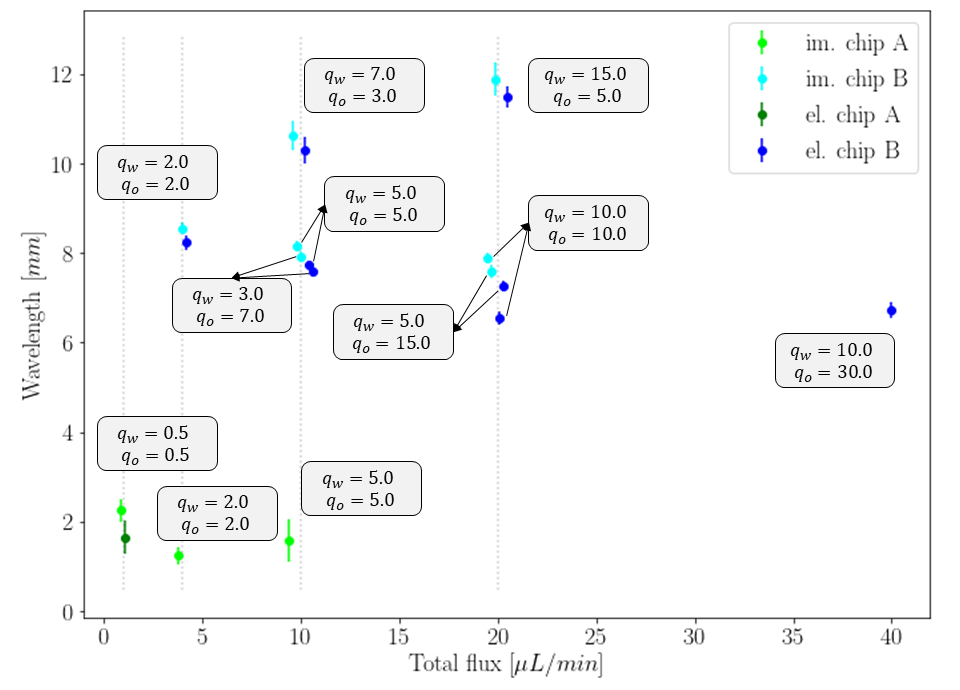 im. chip A
im. chip B
el. chip A
el. chip B
12
10
8
6
4
2
0
Wavelength [mm]
q_w = 7.0
q_o = 3.0
q_w = 15.0
q_o = 5.0
q_w = 2.0
q_o = 2.0
q_w = 5.0
q_o = 5.0
q_w = 10.0
q_o = 10.0
q_w = 3.0
q_o = 7.0
q_w = 5.0
q_o = 15.0
q_w = 10.0
q_o = 30.0
q_w = 0.5
q_o = 0.5
q_w = 5.0
q_o = 5.0
q_w = 2.0
q_o = 2.0
0 5 10 15 20 25 30 35 40
Total flux [μL/min]